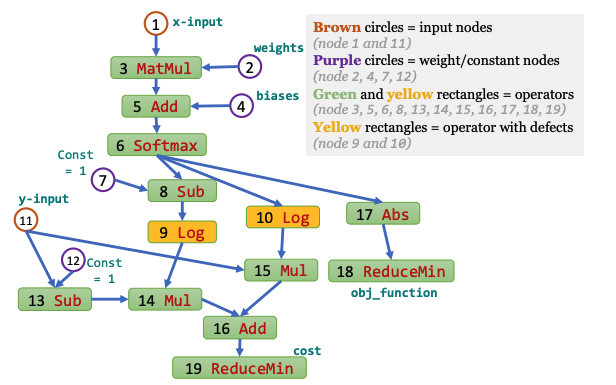 1 x-input
Brown circles = input nodes
(node 1 and 11)
Purple circles = weight/constant nodes
(node 2, 4, 7, 12)
Green and yellow rectangles = operators
(node 3, 5, 6, 8, 13, 14, 15, 16, 17, 18, 19)
Yellow rectangles = operator with defects
(node 9 and 10)
weights
3 MatMul
2
biases
5 Add
4
6 Softmax
Const
= 1
7
8 Sub
y-input
11
9 Log
10 Log
17 Abs
12
Const
= 1
15 Mul
18 ReduceMin
obj_function
13 Sub
14 Mul
16 Add
cost
19 ReduceMin